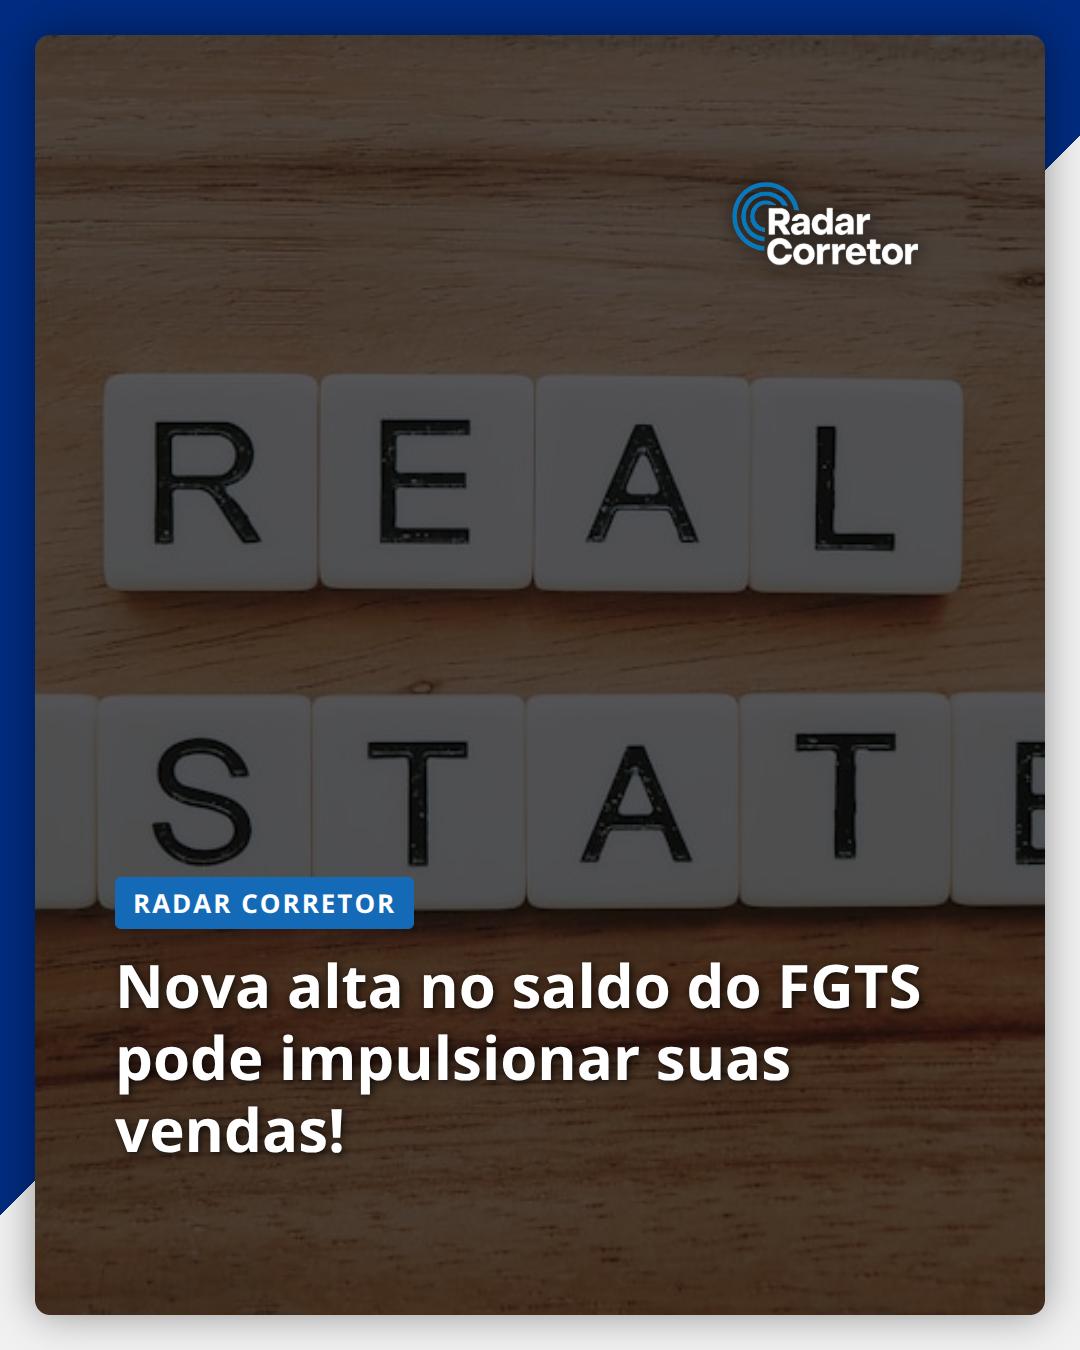 Radar
Corretor
REAL
STATE
RADAR CORRETOR
Nova alta no saldo do FGTS
pode impulsionar suas
vendas!